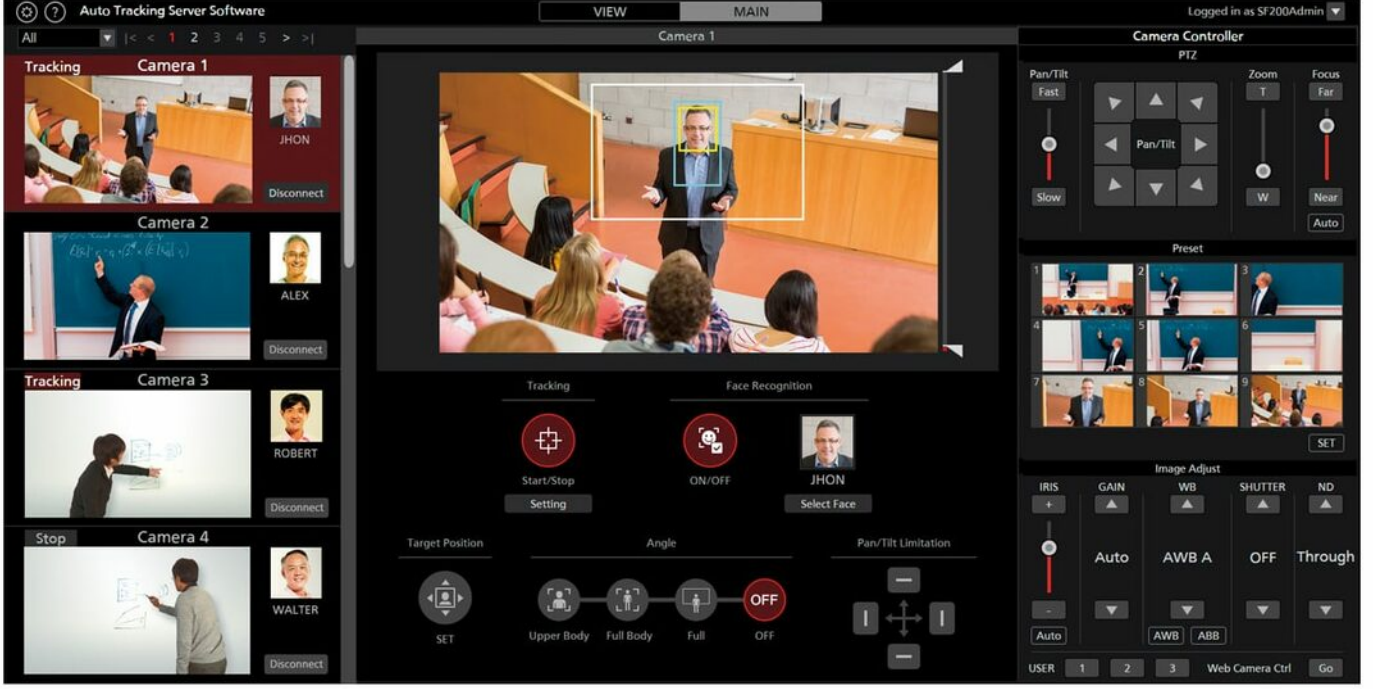 Auto Tracking Server Software
VIEW
MAIN
Logged in as SF200Admin
All
|< < 1 2 3 4 5 > >|
Tracking
Camera 1
JHON
Disconnect
Camera 2
ALEX
Disconnect
Tracking
Camera 3
ROBERT
Disconnect
Stop
Camera 4
WALTER
Disconnect
Camera 1
Tracking
Face Recognition
Start/Stop
ON/OFF
JHON
Setting
Select Face
Target Position
Angle
Pan/Tilt Limitation
OFF
SET
Upper Body
Full Body
Full
OFF
Camera Controller
PTZ
Pan/Tilt
Zoom
Focus
Fast
T
Far
Pan/Tilt
Slow
W
Near
Auto
Preset
1
2
3
4
5
6
7
8
9
SET
Image Adjust
IRIS
GAIN
WB
SHUTTER
ND
+
Auto
AWB A
OFF
Through
-
Auto
AWB
ABB
USER
1
2
3
Web Camera Ctrl
Go